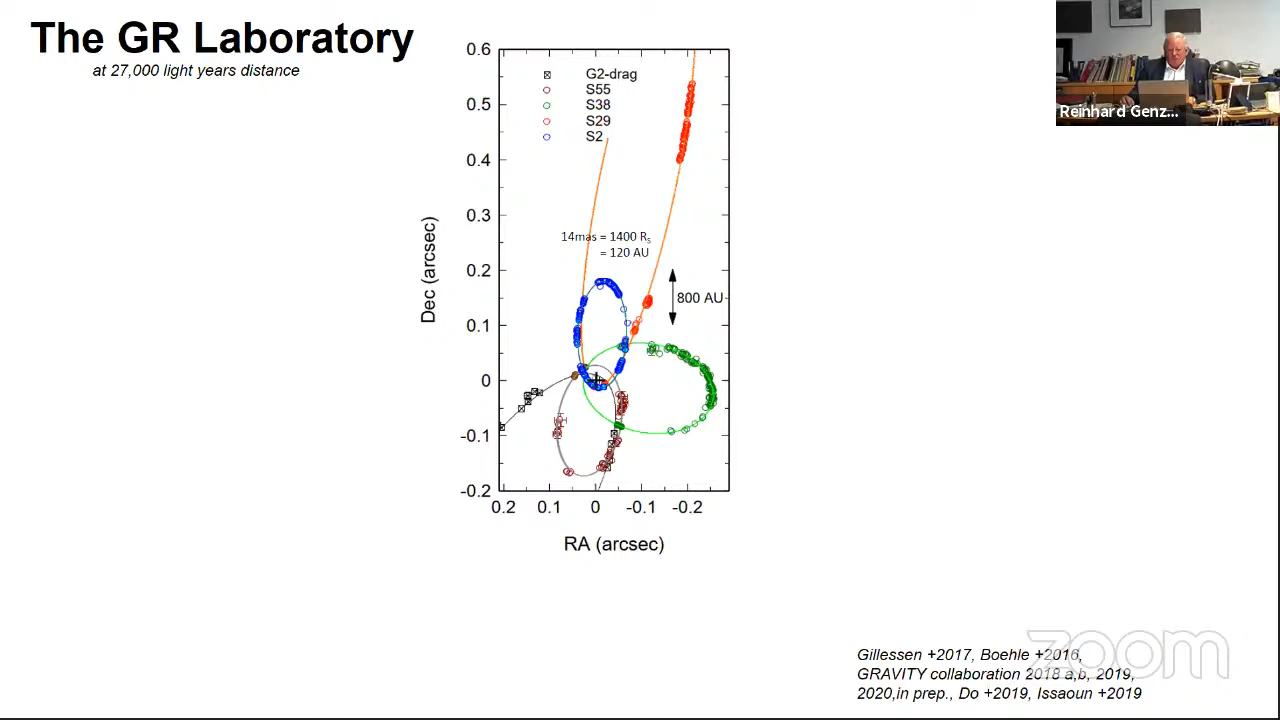 The GR Laboratory
at 27,000 light years distance
Reinhard Genz...
0.6
0.5
0.4
0.3
0.2
0.1
0
-0.1
-0.2
Dec (arcsec)
G2-drag
S55
S38
S29
S2
14mas = 1400 Rs
= 120 AU
800 AU
0.2 0.1 0 -0.1 -0.2
RA (arcsec)
Gillessen +2017, Boehle +2016,
GRAVITY collaboration 2018 a,b, 2019,
2020,in prep., Do +2019, Issaoun +2019
zoom